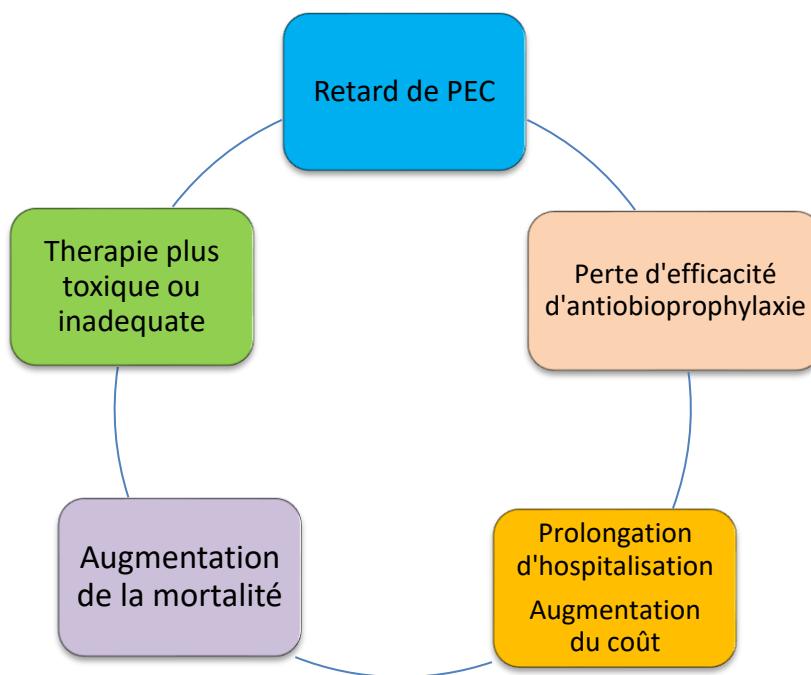 Retard de PEC
Therapie plus
toxique ou
inadequate
Perte d'efficacité
d'antiobioprophylaxie
Augmentation
de la mortalité
Prolongation
d'hospitalisation
Augmentation
du coût